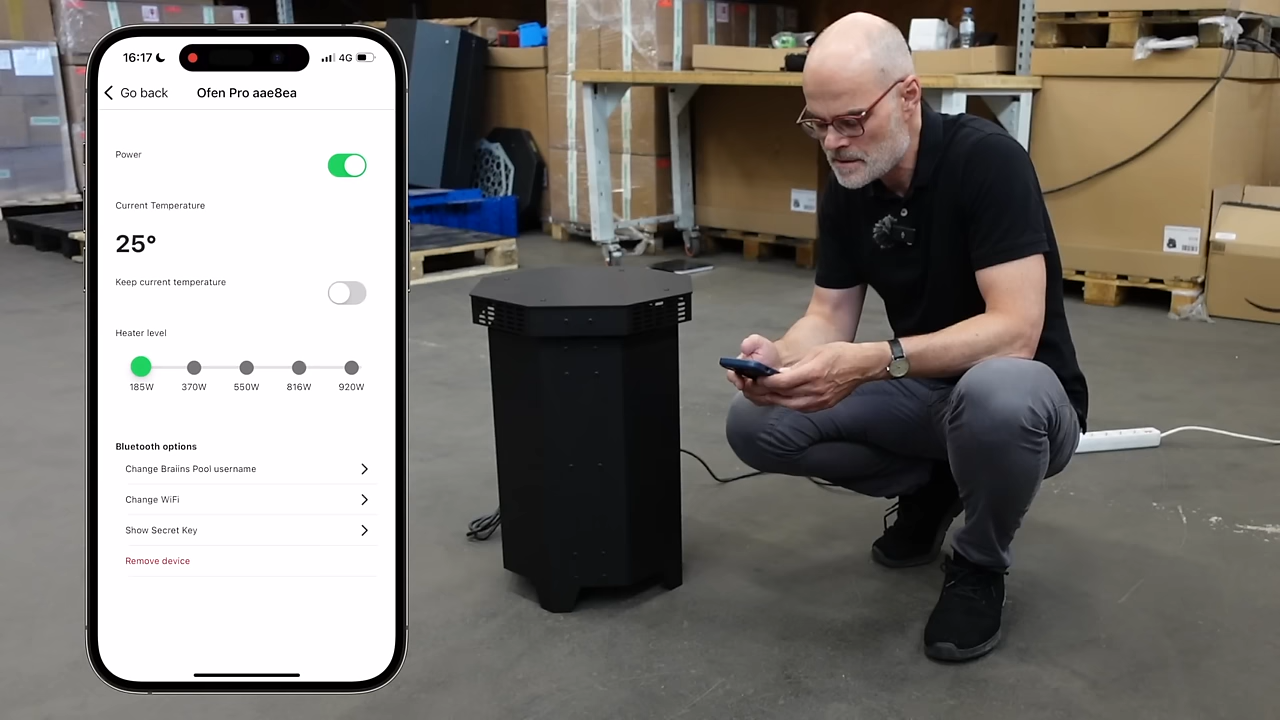 16:17
4G
Go back
Ofen Pro aae8ea
Power
Current Temperature
25°
Keep current temperature
Heater level
185W 370W 550W 816W 920W
Bluetooth options
Change Braiins Pool username
Change WiFi
Show Secret Key
Remove device